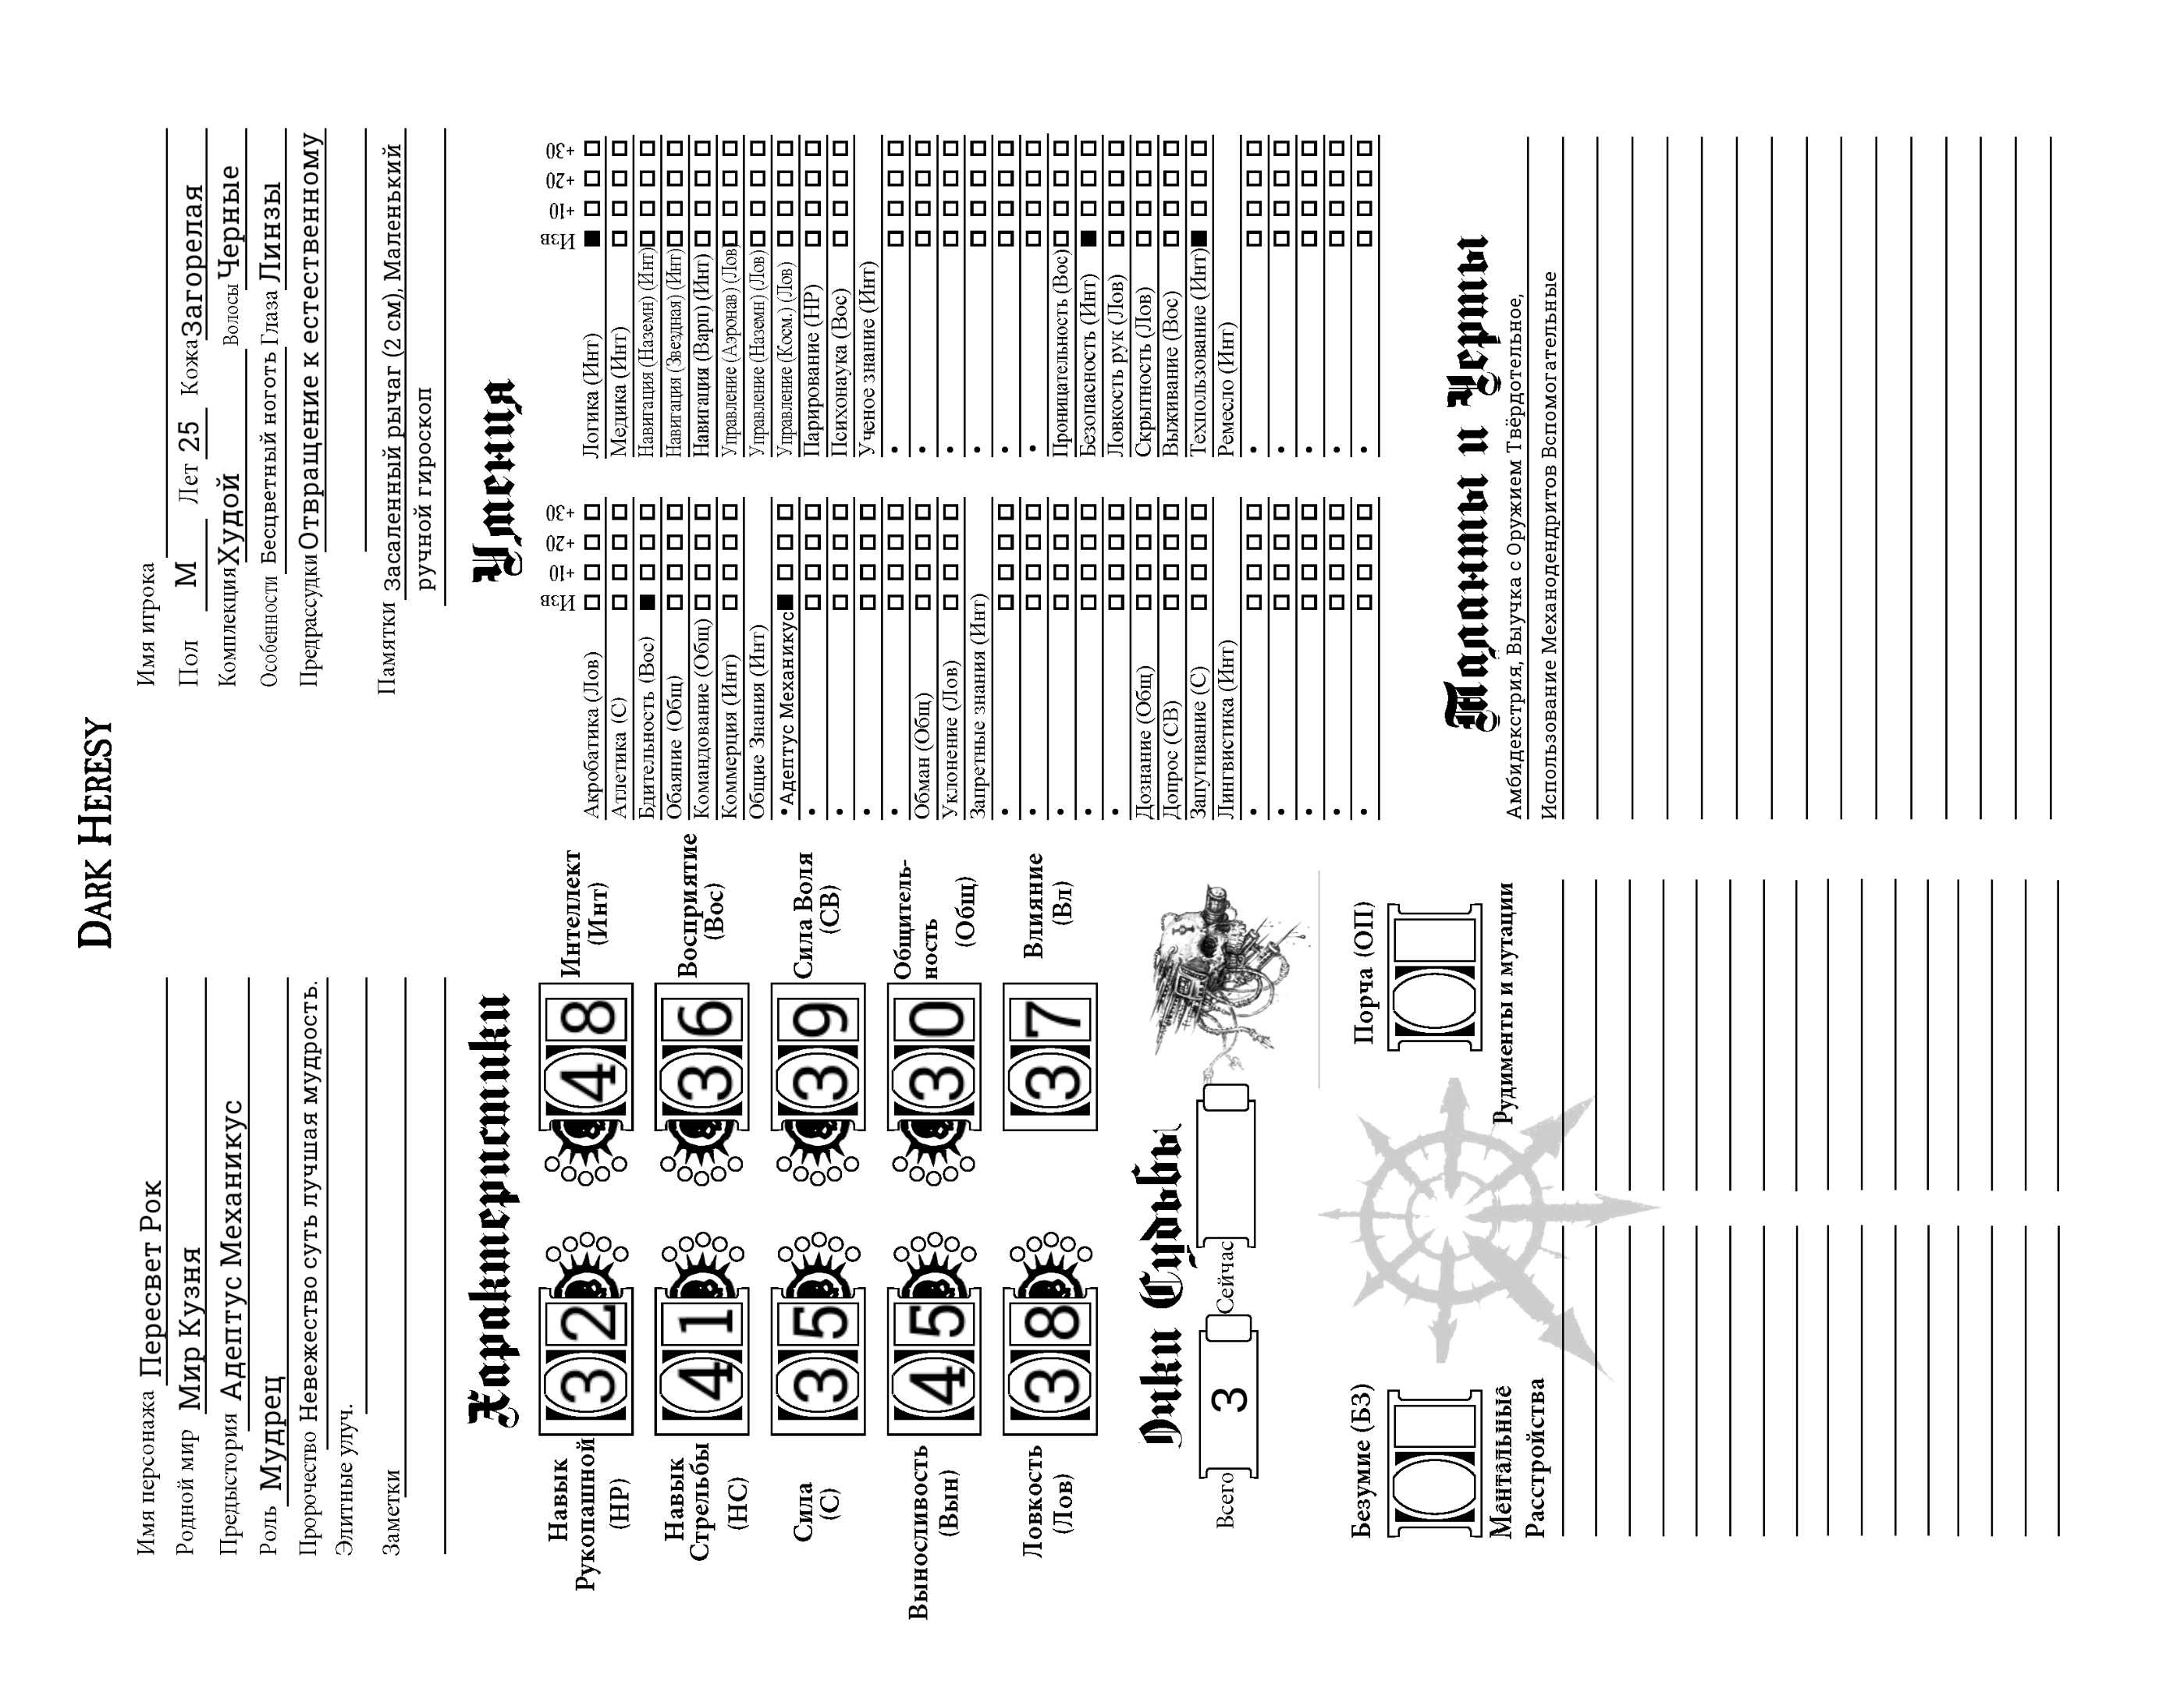 DARK HERESY
Имя персонажа Пересвет Рок
Родной мир Мир Кузня
Предыстория Адептус Механикус
Роль Мудрец
Пророчество Невежество суть лучшая мудрость.
Элитные улуч.
Заметки
Имя игрока
Пол М Лет 25 Кожа Загорелая
Комплекция Худой Волосы Черные
Особенности Бесцветный ноготь Глаза Линзы
Предрассудки Отвращение к естественному
Памятки Засаленный рычаг (2 см), Маленький
ручной гироскоп
Характеристики
Навык
Рукопашной
(НР)
32
Навык
Стрельбы
(НС)
41
Сила
(С)
35
Выносливость
(Вын)
45
Ловкость
(Лов)
38
48
Интеллект
(Инт)
36
Восприятие
(Вос)
39
Сила Воля
(СВ)
30
Общитель-
ность
(Общ)
37
Влияние
(Вл)
Умения
Изв +10 +20 +30
Акробатика (Лов)
Атлетика (С)
Бдительность (Вос)
Обаяние (Общ)
Командование (Общ)
Коммерция (Инт)
Общие Знания (Инт)
• Адептус Механикус
•
•
•
•
Обман (Общ)
Уклонение (Лов)
Запретные знания (Инт)
•
•
•
•
•
Дознание (Общ)
Допрос (СВ)
Запугивание (С)
Лингвистика (Инт)
•
•
•
•
•
Изв +10 +20 +30
Логика (Инт)
Медика (Инт)
Навигация (Наземн) (Инт)
Навигация (Звездная) (Инт)
Навигация (Варп) (Инт)
Управление (Аэронав) (Лов)
Управление (Наземн) (Лов)
Управление (Косм.) (Лов)
Парирование (НР)
Психонаука (Вос)
Ученое знание (Инт)
•
•
•
•
•
•
Проницательность (Вос)
Безопасность (Инт)
Ловкость рук (Лов)
Скрытность (Лов)
Выживание (Вос)
Техпользование (Инт)
Ремесло (Инт)
•
•
•
•
•
Очки Судьбы
Всего 3 Сейчас
Безумие (БЗ)
Ментальные
Расстройства
Порча (ОП)
Рудименты и мутации
Таланты и Черты
Амбидекстрия, Выучка с Оружием Твёрдотельное,
Использование Механодендритов Вспомогательные